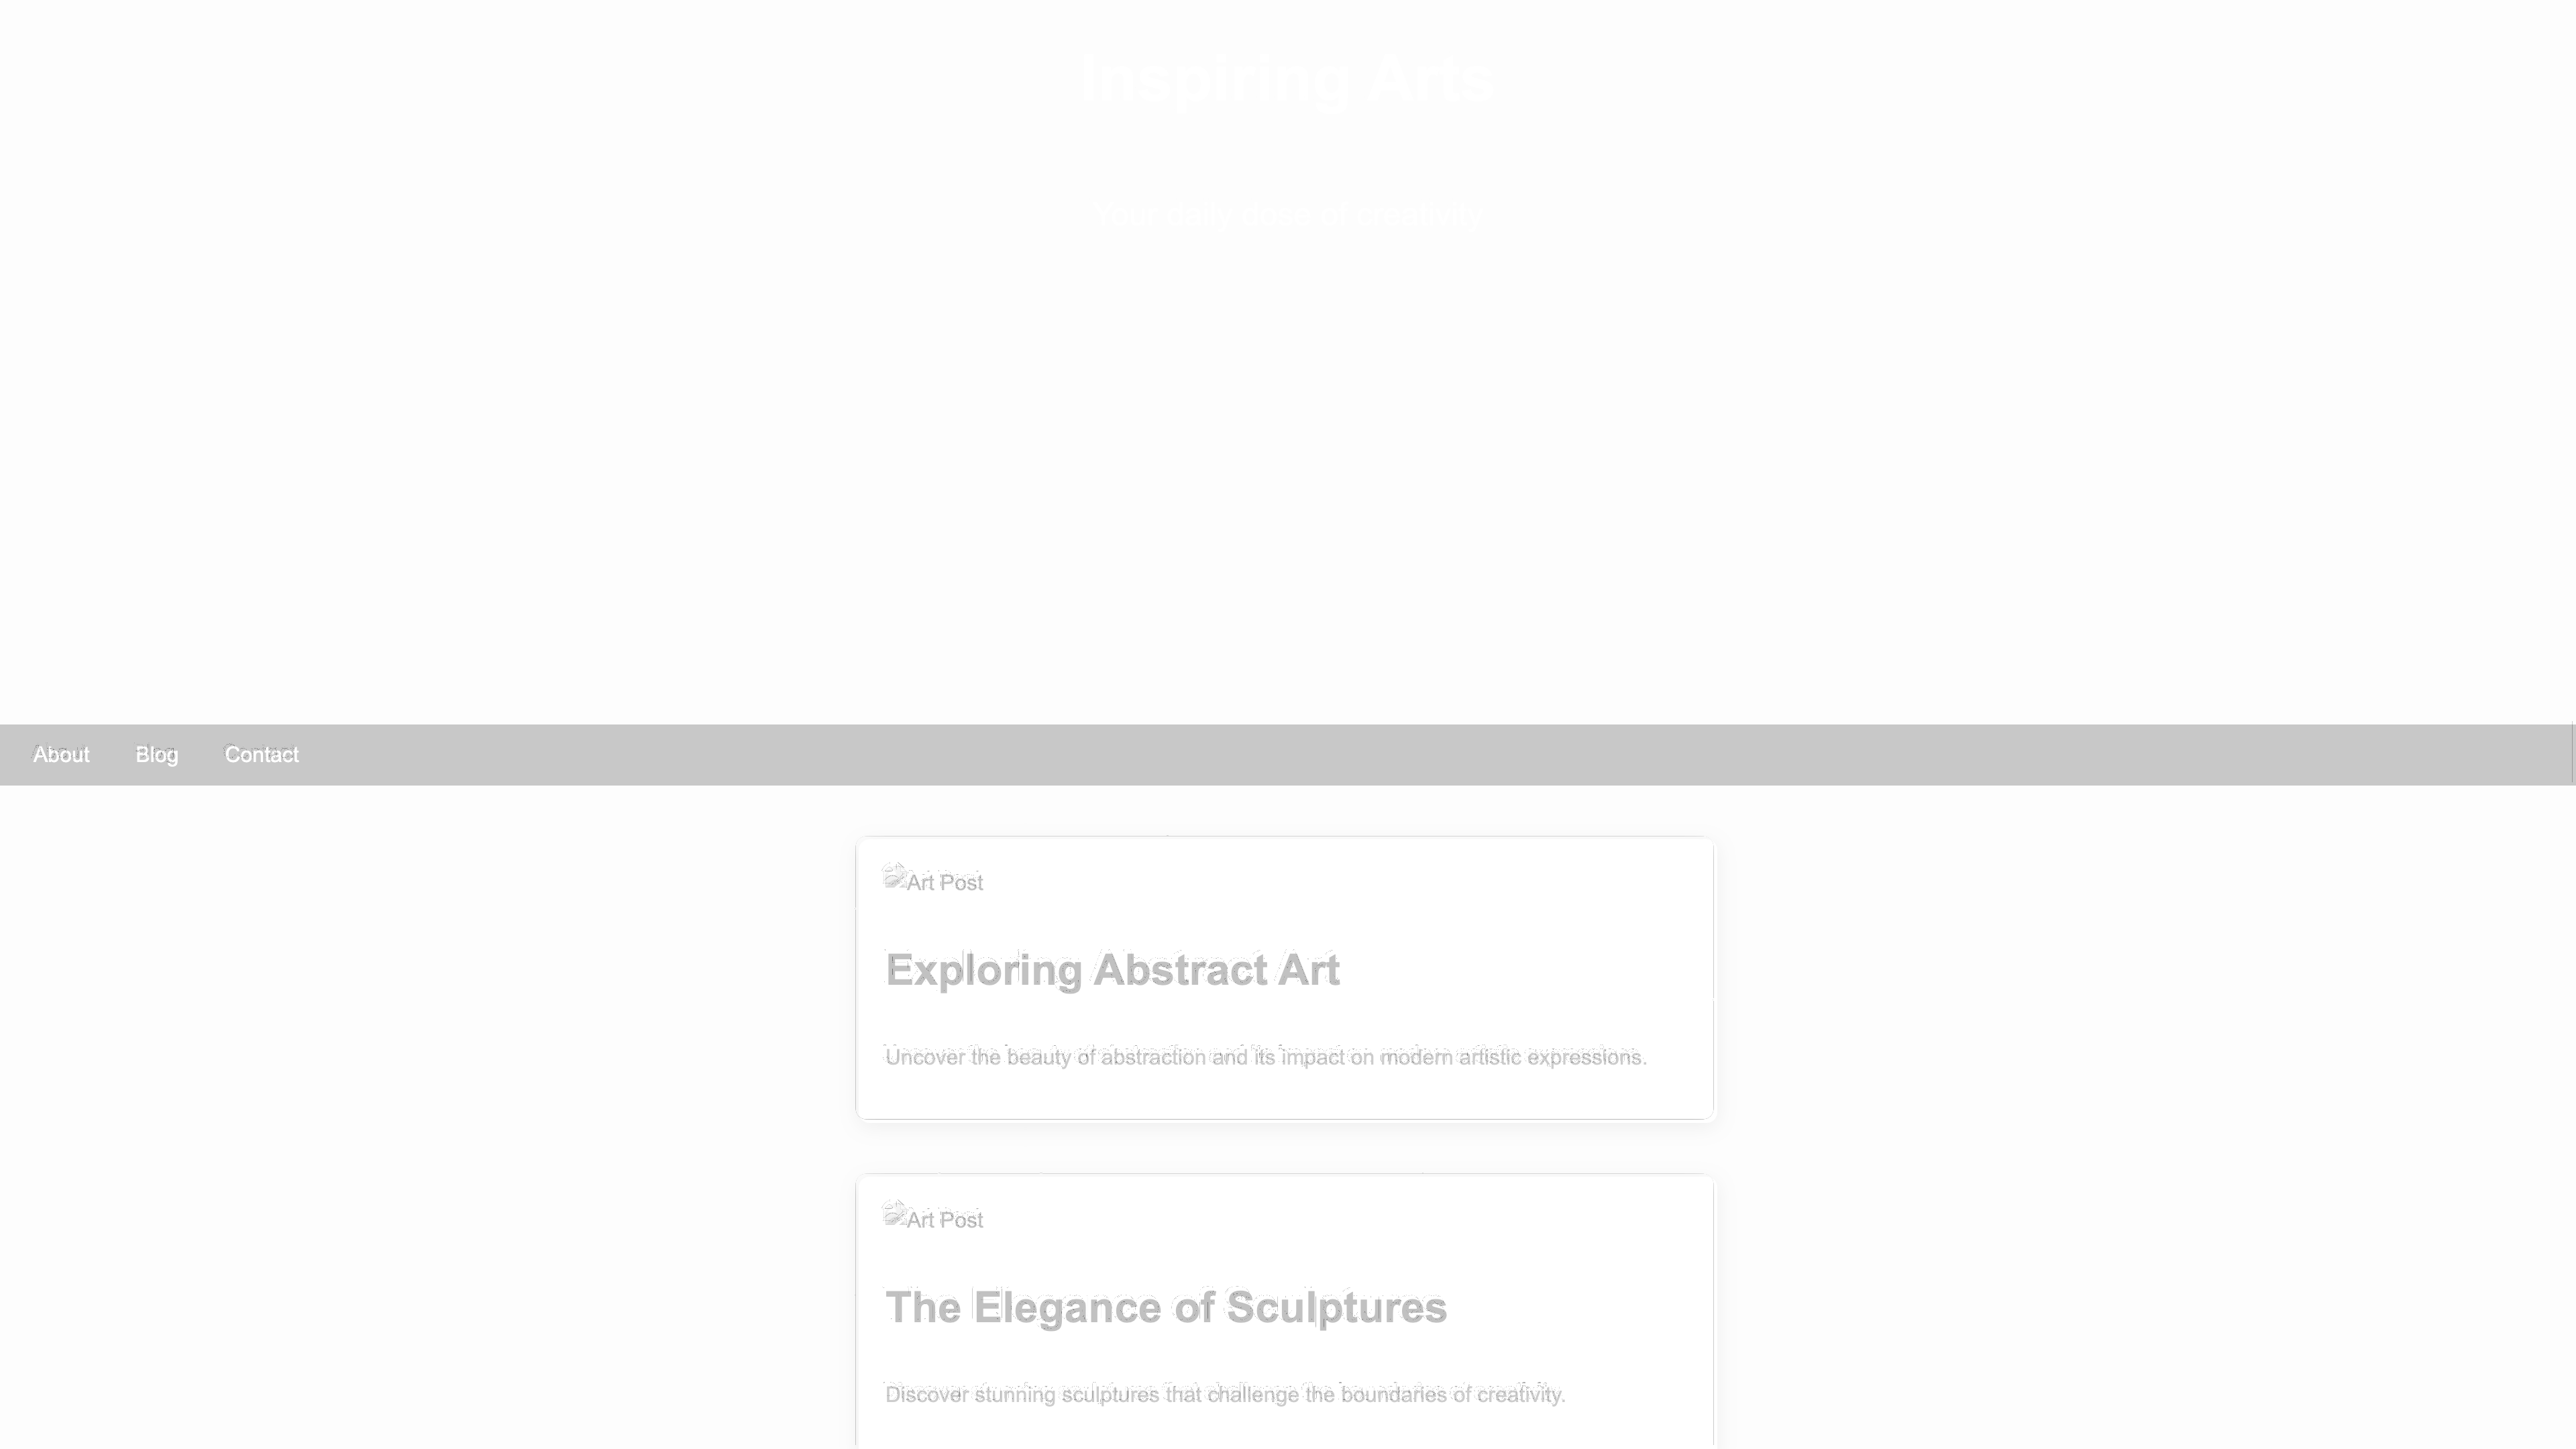 Inspiring Arts
Your daily dose of creativity
About Blog Contact
Art Post
Exploring Abstract Art
Uncover the beauty of abstraction and its impact on modern artistic expressions.
Art Post
The Elegance of Sculptures
Discover stunning sculptures that challenge the boundaries of creativity.